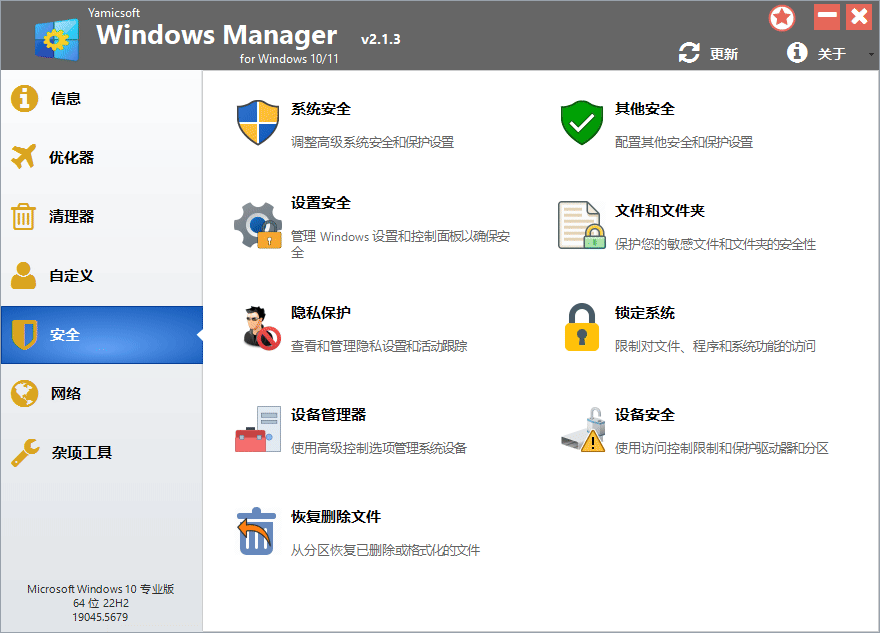 Yamicsoft
Windows Manager v2.1.3
for Windows 10/11
更新
关于
信息
优化器
清理器
自定义
安全
网络
杂项工具
系统安全
调整高级系统安全和保护设置
其他安全
配置其他安全和保护设置
设置安全
管理 Windows 设置和控制面板以确保安
全
文件和文件夹
保护您的敏感文件和文件夹的安全性
隐私保护
查看和管理隐私设置和活动跟踪
锁定系统
限制对文件、程序和系统功能的访问
设备管理器
使用高级控制选项管理系统设备
设备安全
使用访问控制限制和保护驱动器和分区
恢复删除文件
从分区恢复已删除或格式化的文件
Microsoft Windows 10 专业版
64 位 22H2
19045.5679